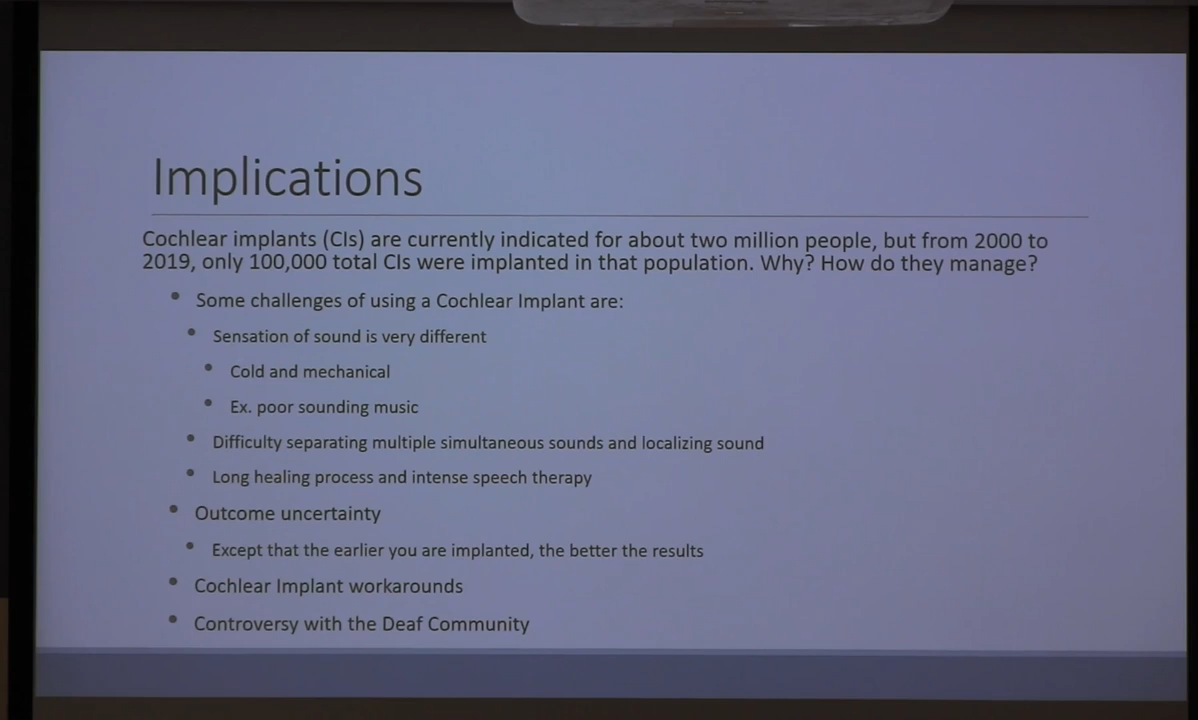 Implications
Cochlear implants (CIs) are currently indicated for about two million people, but from 2000 to
2019, only 100,000 total CIs were implanted in that population. Why? How do they manage?
• Some challenges of using a Cochlear Implant are:
• Sensation of sound is very different
• Cold and mechanical
• Ex. poor sounding music
• Difficulty separating multiple simultaneous sounds and localizing sound
• Long healing process and intense speech therapy
• Outcome uncertainty
• Except that the earlier you are implanted, the better the results
• Cochlear Implant workarounds
• Controversy with the Deaf Community